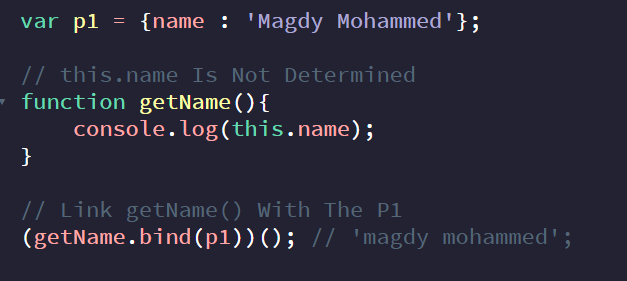 var p1 = {name : 'Magdy Mohammed'};
// this.name Is Not Determined
function getName(){
console.log(this.name);
}
// Link getName() With The P1
(getName.bind(p1))(); // 'magdy mohammed';